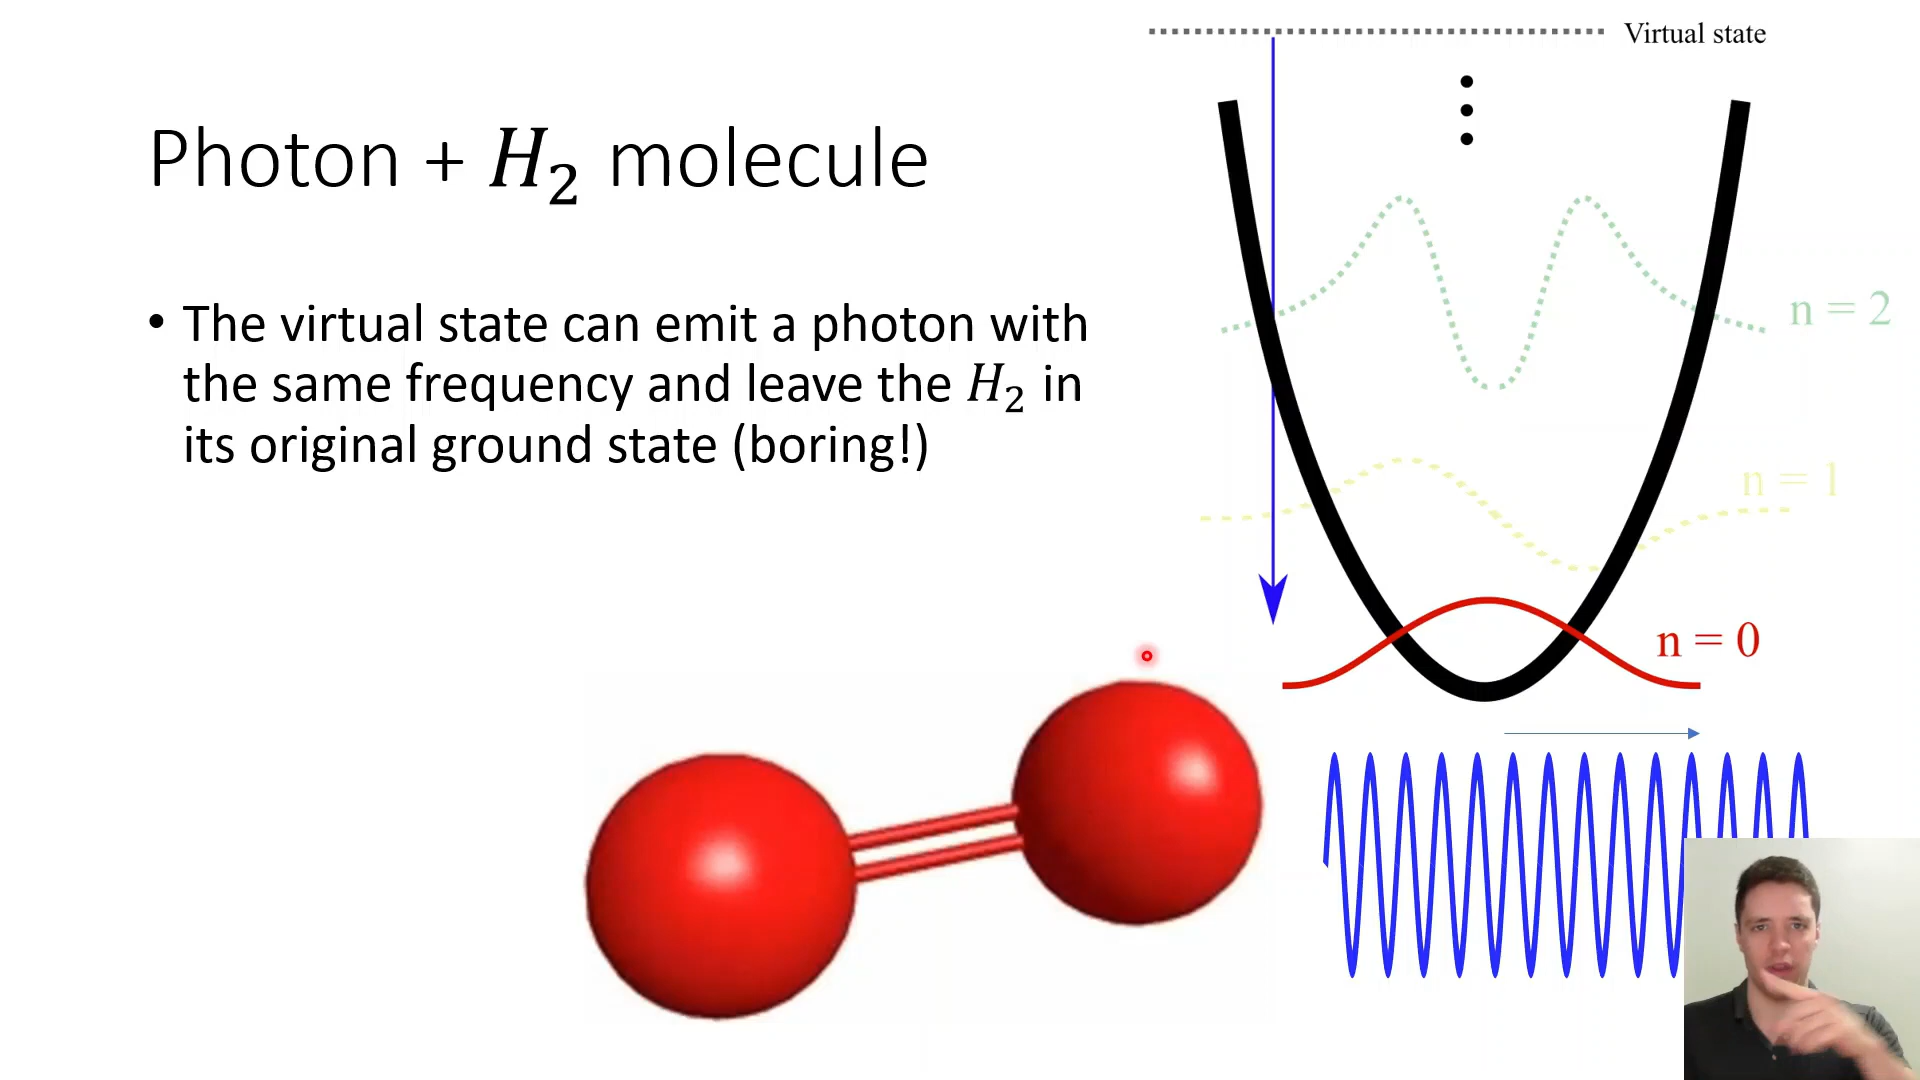 Virtual state
Photon + H₂ molecule
• The virtual state can emit a photon with
the same frequency and leave the H₂ in
its original ground state (boring!)
n = 2
n = 1
n = 0